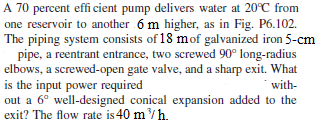 A 70 percent efficient pump delivers water at 20°C from
one reservoir to another 6 m higher, as in Fig. P6.102.
The piping system consists of 18 m of galvanized iron 5-cm
pipe, a reentrant entrance, two screwed 90° long-radius
elbows, a screwed-open gate valve, and a sharp exit. What
is the input power required with-
out a 6° well-designed conical expansion added to the
exit? The flow rate is 40 m³/h.